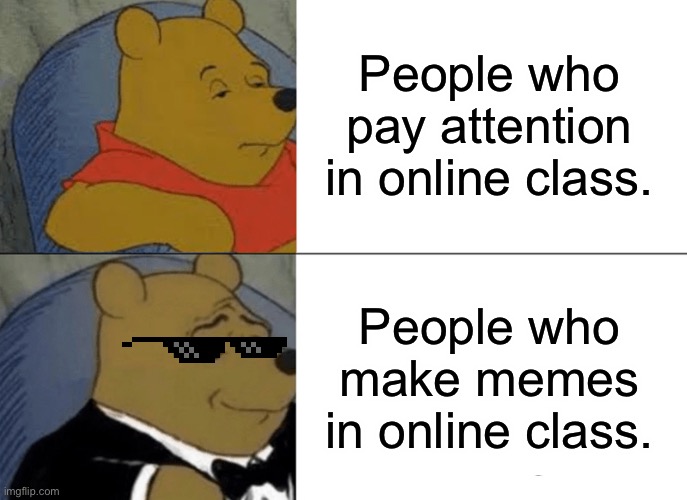 People who
pay attention
in online class.
People who
make memes
in online class.
imgflip.com